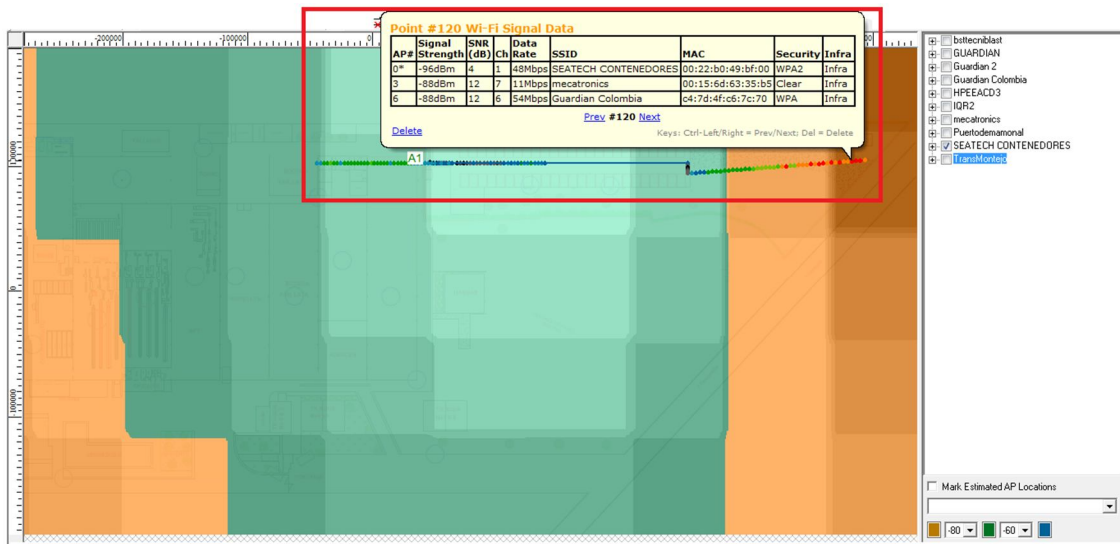 Point #120 Wi-Fi Signal Data
AP# Signal Strength SNR (dB) Ch Data Rate SSID MAC Security Infra
0* -96dBm 4 1 48Mbps SEATECH CONTENEDORES 00:22:b0:49:bf:00 WPA2 Infra
3 -88dBm 12 7 11Mbps mecatronics 00:15:6d:63:35:b5 Clear Infra
6 -88dBm 12 6 54Mbps Guardian Colombia c4:7d:4f:c6:7c:70 WPA Infra
Prev #120 Next
Delete Keys: Ctrl-Left/Right = Prev/Next; Del = Delete
-200000 -100000 0
100000
0
-100000
A1
bsttecniblast
GUARDIAN
Guardian 2
Guardian Colombia
HPEEACD3
IQR2
mecatronics
Puertodemamonal
SEATECH CONTENEDORES
TransMontejo
Mark Estimated AP Locations
-80 -60